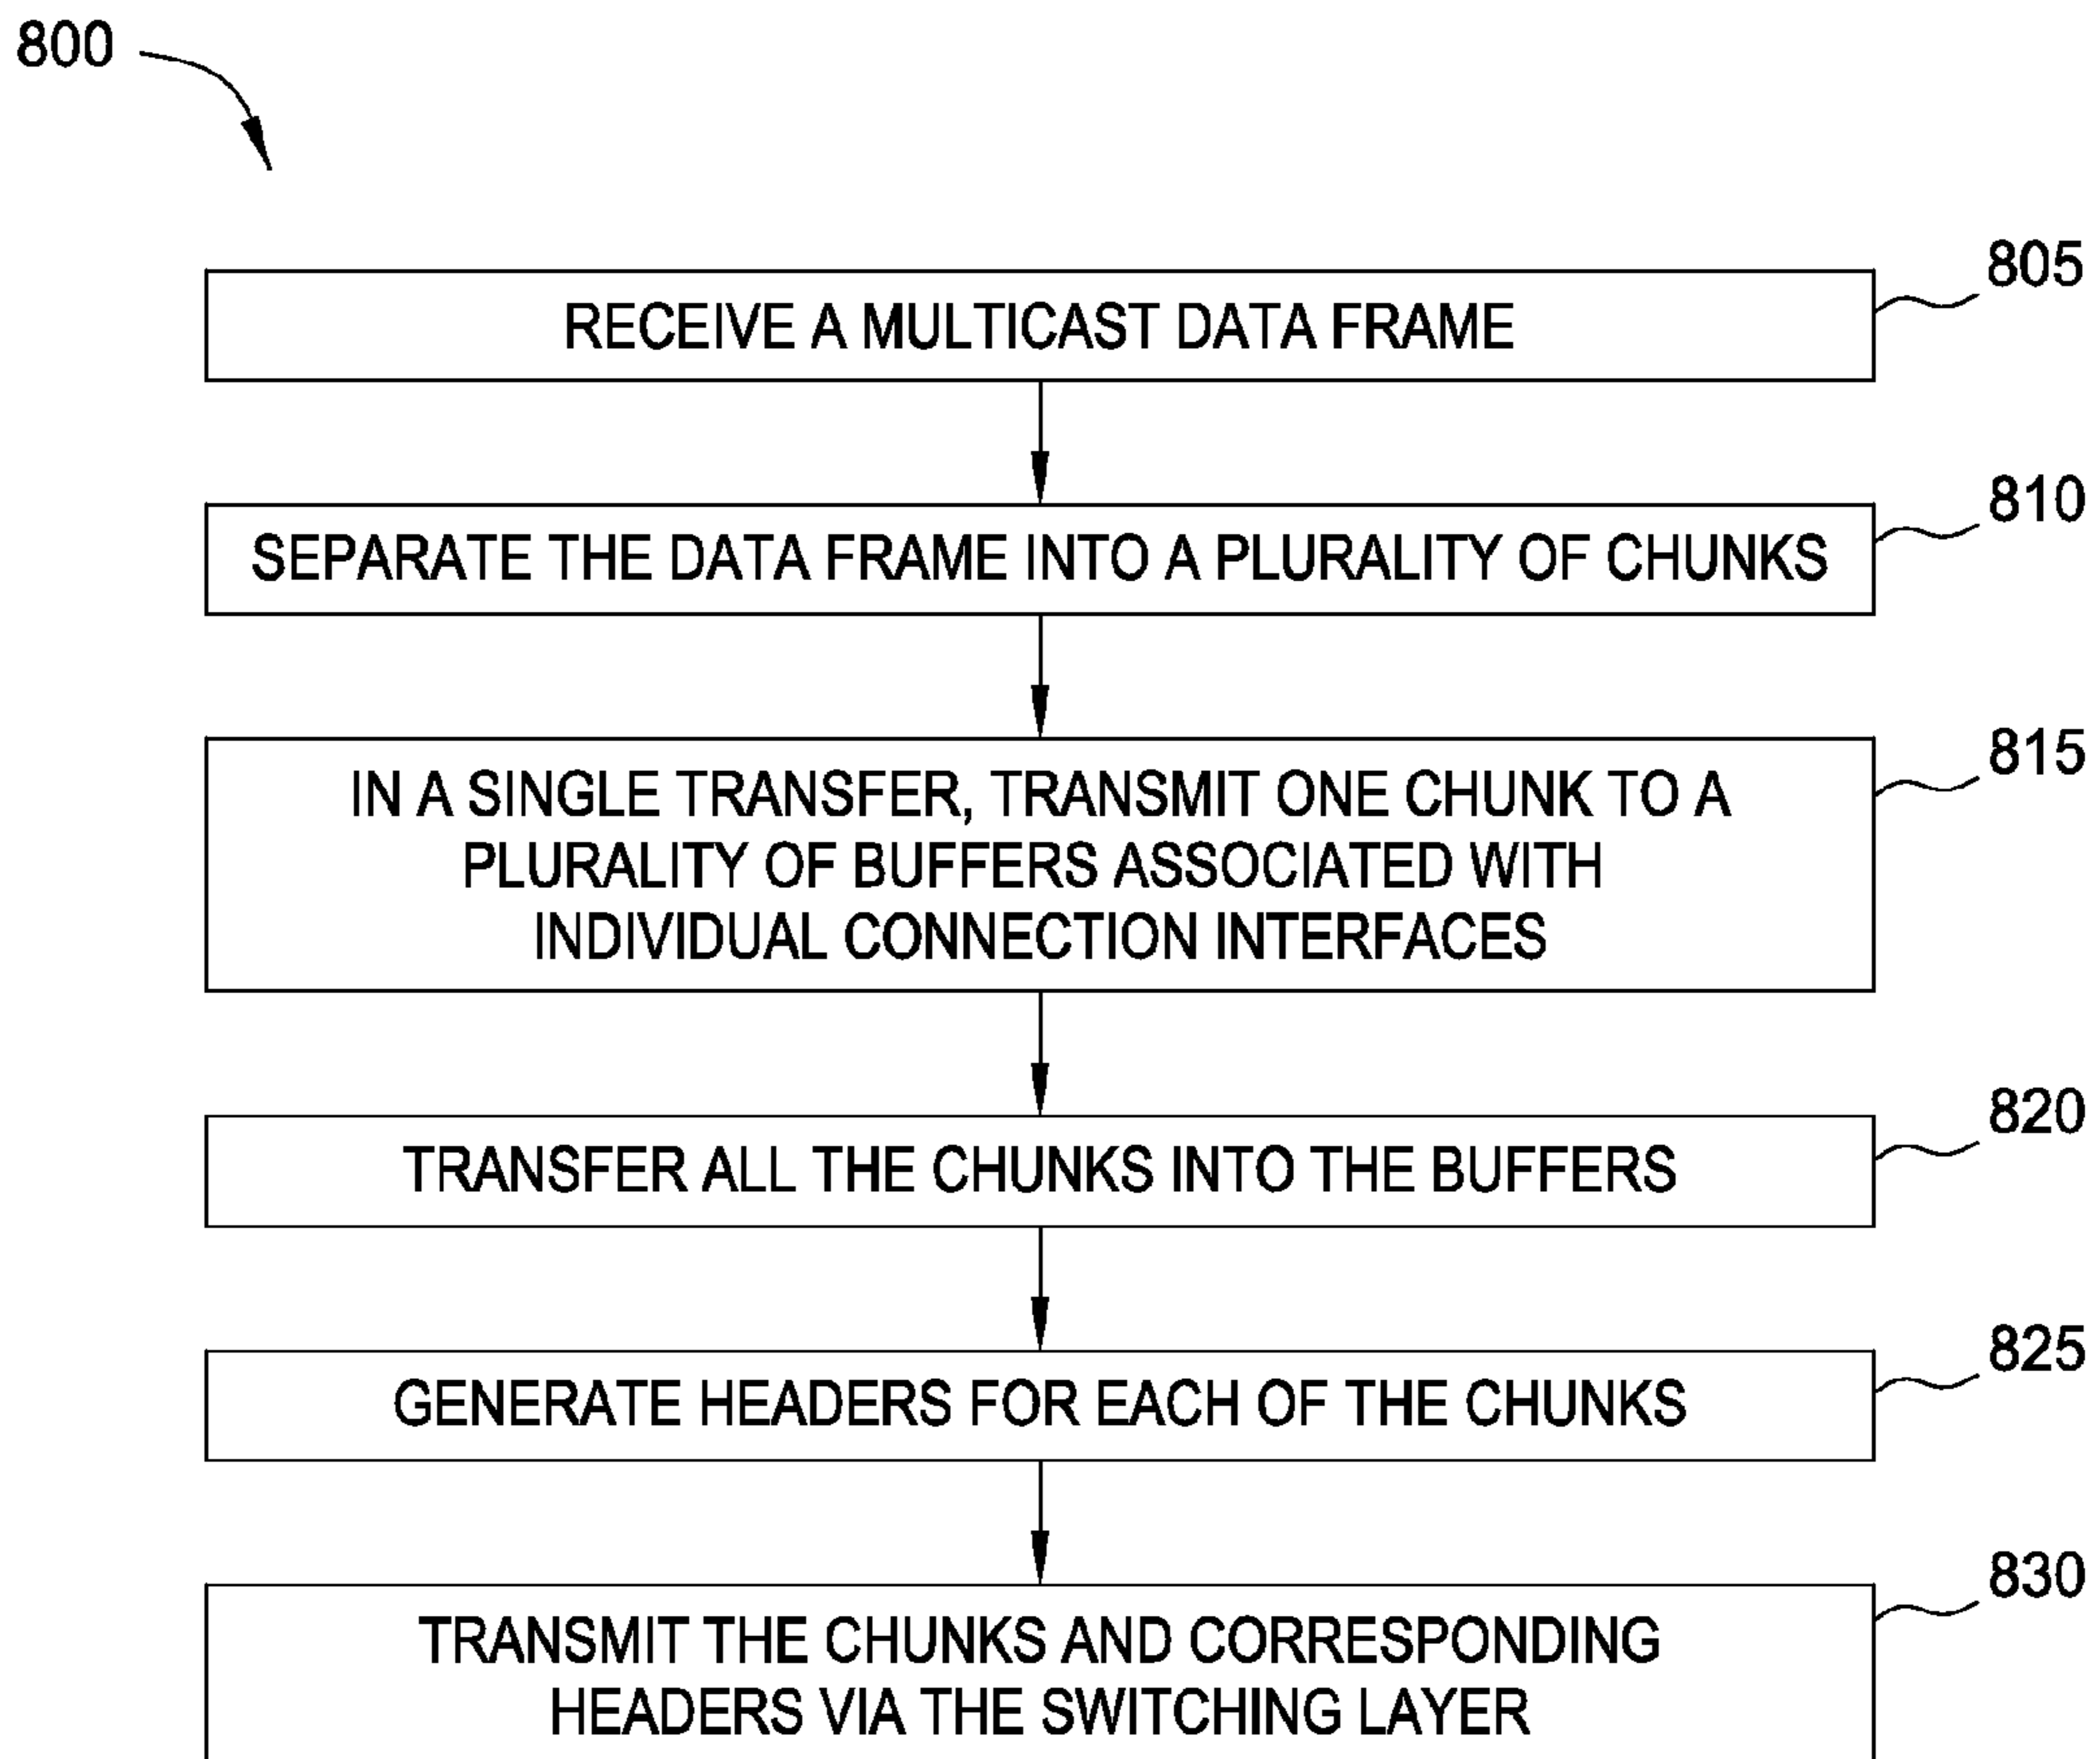 800
805
RECEIVE A MULTICAST DATA FRAME
810
SEPARATE THE DATA FRAME INTO A PLURALITY OF CHUNKS
815
IN A SINGLE TRANSFER, TRANSMIT ONE CHUNK TO A
PLURALITY OF BUFFERS ASSOCIATED WITH
INDIVIDUAL CONNECTION INTERFACES
820
TRANSFER ALL THE CHUNKS INTO THE BUFFERS
825
GENERATE HEADERS FOR EACH OF THE CHUNKS
830
TRANSMIT THE CHUNKS AND CORRESPONDING
HEADERS VIA THE SWITCHING LAYER